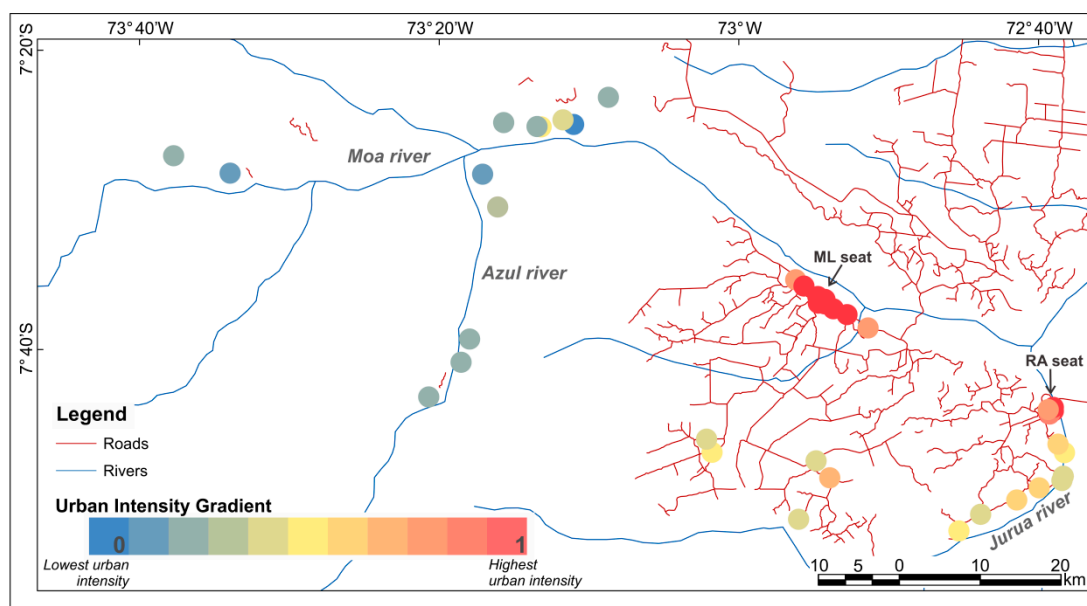 73°40'W 73°20'W 73°W 72°40'W
7°20'S
Moa river
ML seat
Azul river
7°40'S
RA seat
Legend
Roads
Rivers
Urban Intensity Gradient
0 1
Lowest urban
intensity
Highest
urban intensity
Jurua river
10 5 0 10 20
km